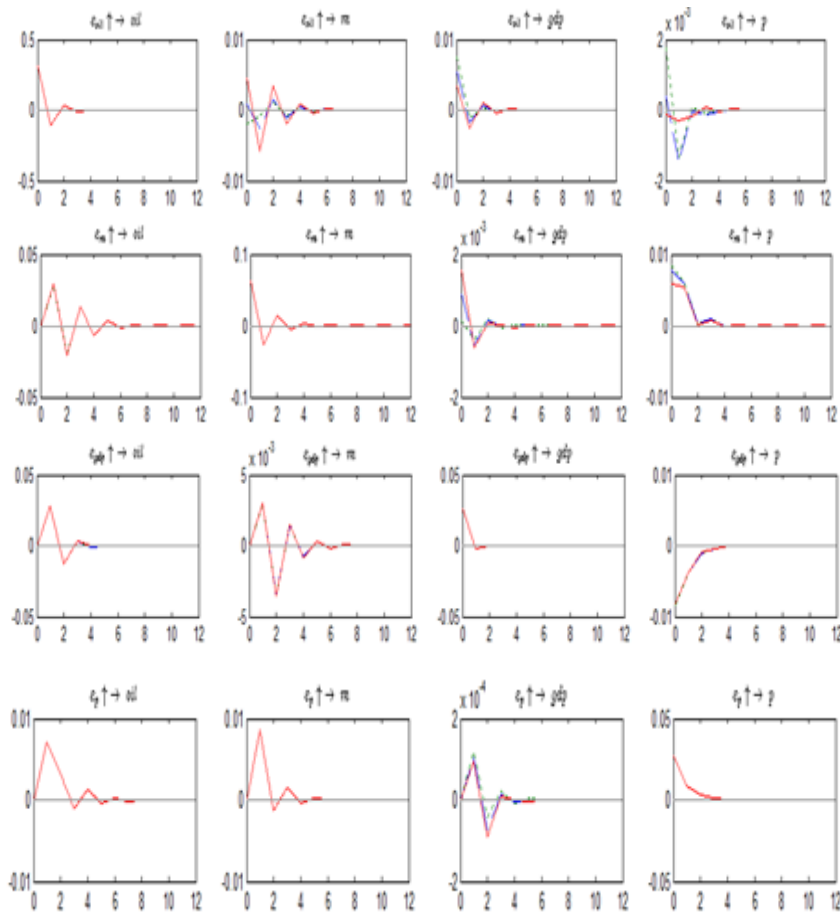 ε_oil ↑→ oil
0.5
0
-0.5
0 2 4 6 8 10 12
ε_oil ↑→ m
0.01
0
-0.01
0 2 4 6 8 10 12
ε_oil ↑→ gdp
0.01
0
-0.01
0 2 4 6 8 10 12
x 10^-3 ε_oil ↑→ p
2
0
-2
0 2 4 6 8 10 12
ε_m ↑→ oil
0.05
0
-0.05
0 2 4 6 8 10 12
ε_m ↑→ m
0.1
0
-0.1
0 2 4 6 8 10 12
x 10^-3 ε_m ↑→ gdp
2
0
-2
0 2 4 6 8 10 12
ε_m ↑→ p
0.01
0
-0.01
0 2 4 6 8 10 12
ε_gdp ↑→ oil
0.05
0
-0.05
0 2 4 6 8 10 12
x 10^-3 ε_gdp ↑→ m
5
0
-5
0 2 4 6 8 10 12
ε_gdp ↑→ gdp
0.05
0
-0.05
0 2 4 6 8 10 12
ε_gdp ↑→ p
0.01
0
-0.01
0 2 4 6 8 10 12
ε_p ↑→ oil
0.01
0
-0.01
0 2 4 6 8 10 12
ε_p ↑→ m
0.01
0
-0.01
0 2 4 6 8 10 12
x 10^-4 ε_p ↑→ gdp
2
0
-2
0 2 4 6 8 10 12
ε_p ↑→ p
0.05
0
-0.05
0 2 4 6 8 10 12